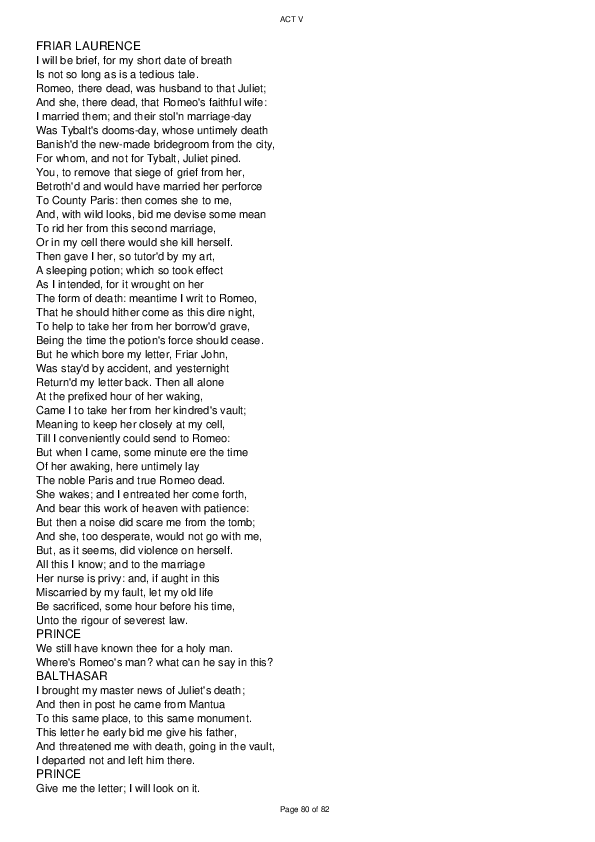 ACT V
FRIAR LAURENCE
I will be brief, for my short date of breath
Is not so long as is a tedious tale.
Romeo, there dead, was husband to that Juliet;
And she, there dead, that Romeo's faithful wife:
I married them; and their stol'n marriage-day
Was Tybalt's dooms-day, whose untimely death
Banish'd the new-made bridegroom from the city,
For whom, and not for Tybalt, Juliet pined.
You, to remove that siege of grief from her,
Betroth'd and would have married her perforce
To County Paris: then comes she to me,
And, with wild looks, bid me devise some mean
To rid her from this second marriage,
Or in my cell there would she kill herself.
Then gave I her, so tutor'd by my art,
A sleeping potion; which so took effect
As I intended, for it wrought on her
The form of death: meantime I writ to Romeo,
That he should hither come as this dire night,
To help to take her from her borrow'd grave,
Being the time the potion's force should cease.
But he which bore my letter, Friar John,
Was stay'd by accident, and yesternight
Return'd my letter back. Then all alone
At the prefixed hour of her waking,
Came I to take her from her kindred's vault;
Meaning to keep her closely at my cell,
Till I conveniently could send to Romeo:
But when I came, some minute ere the time
Of her awaking, here untimely lay
The noble Paris and true Romeo dead.
She wakes; and I entreated her come forth,
And bear this work of heaven with patience:
But then a noise did scare me from the tomb;
And she, too desperate, would not go with me,
But, as it seems, did violence on herself.
All this I know; and to the marriage
Her nurse is privy: and, if aught in this
Miscarried by my fault, let my old life
Be sacrificed, some hour before his time,
Unto the rigour of severest law.
PRINCE
We still have known thee for a holy man.
Where's Romeo's man? what can he say in this?
BALTHASAR
I brought my master news of Juliet's death;
And then in post he came from Mantua
To this same place, to this same monument.
This letter he early bid me give his father,
And threatened me with death, going in the vault,
I departed not and left him there.
PRINCE
Give me the letter; I will look on it.
Page 80 of 82